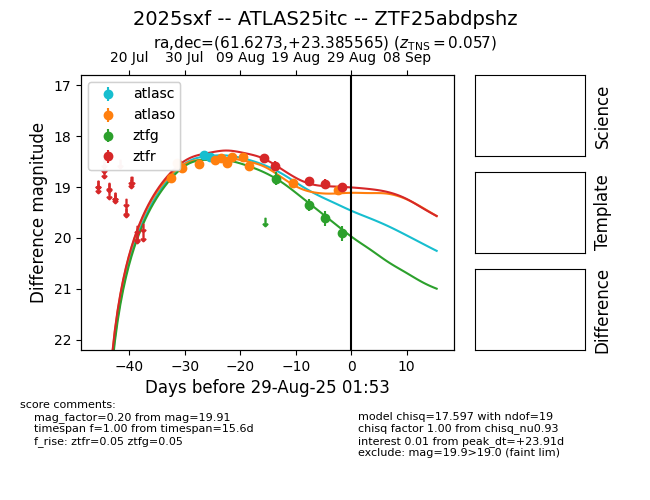 2025sxf -- ATLAS25itc -- ZTF25abdpshz
ra,dec=(61.6273,+23.385565) (z_TNS = 0.057)
20 Jul 30 Jul 09 Aug 19 Aug 29 Aug 08 Sep
17
18
19
20
21
22
Difference magnitude
atlasc
atlaso
ztfg
ztfr
−40 −30 −20 −10 0 10
Days before 29-Aug-25 01:53
Science
Template
Difference
score comments:
mag_factor=0.20 from mag=19.91
timespan f=1.00 from timespan=15.6d
f_rise: ztfr=0.05 ztfg=0.05
model chisq=17.597 with ndof=19
chisq factor 1.00 from chisq_nu0.93
interest 0.01 from peak_dt=+23.91d
exclude: mag=19.9>19.0 (faint lim)